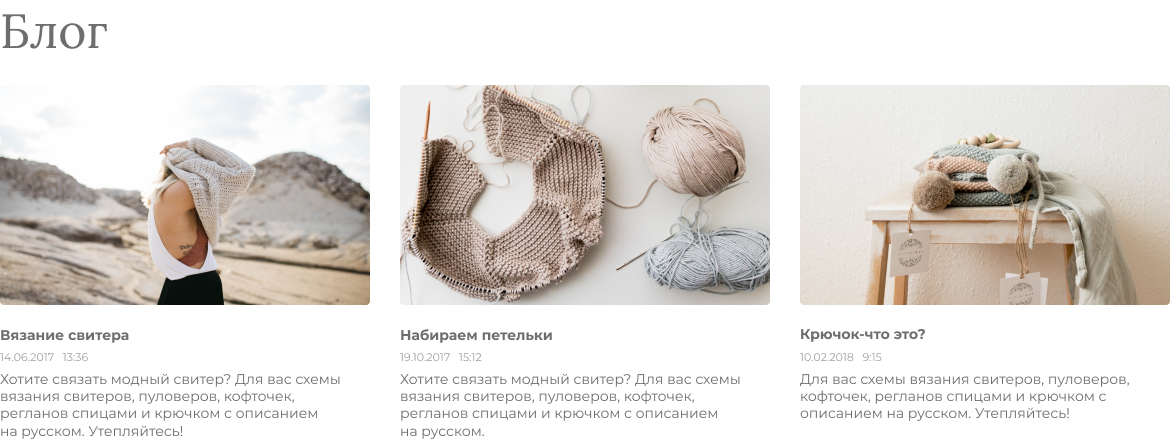 Блог
Вязание свитера
14.06.2017 13:36
Хотите связать модный свитер? Для вас схемы
вязания свитеров, пуловеров, кофточек,
регланов спицами и крючком с описанием
на русском. Утепляйтесь!
Набираем петельки
19.10.2017 15:12
Хотите связать модный свитер? Для вас схемы
вязания свитеров, пуловеров, кофточек,
регланов спицами и крючком с описанием
на русском.
Крючок-что это?
10.02.2018 9:15
Для вас схемы вязания свитеров, пуловеров,
кофточек, регланов спицами и крючком с
описанием на русском. Утепляйтесь!